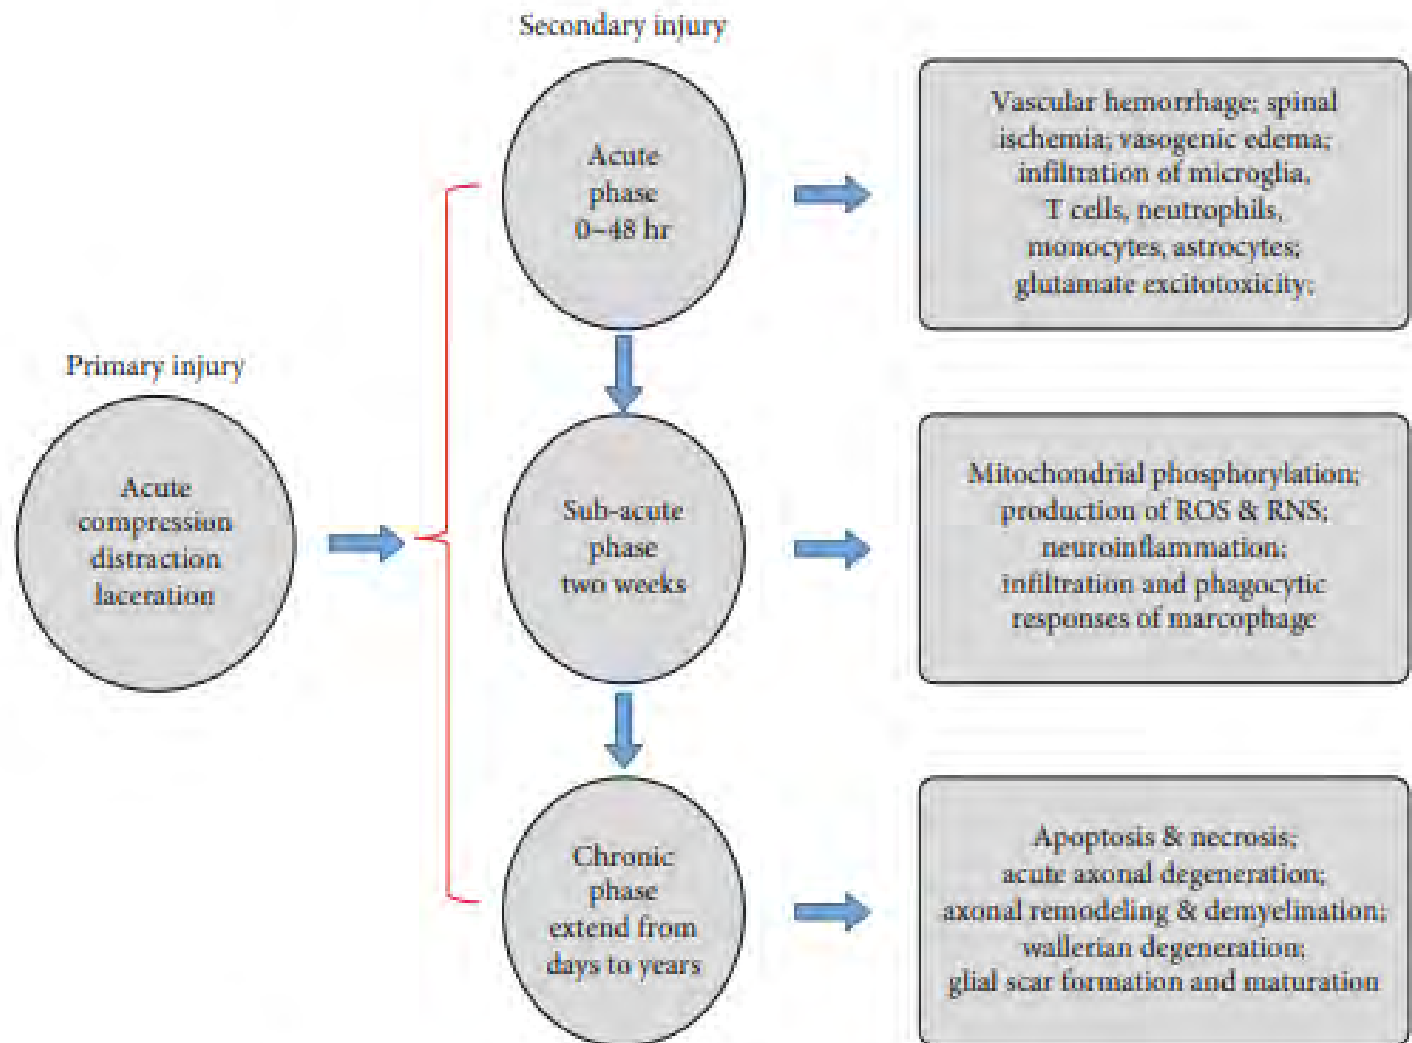 Secondary injury
Acute
phase
0–48 hr
Vascular hemorrhage; spinal
ischemia; vasogenic edema;
infiltration of microglia,
T cells, neutrophils,
monocytes, astrocytes;
glutamate excitotoxicity;
Primary injury
Acute
compression
distraction
laceration
Sub-acute
phase
two weeks
Mitochondrial phosphorylation;
production of ROS & RNS;
neuroinflammation;
infiltration and phagocytic
responses of marcophage
Chronic
phase
extend from
days to years
Apoptosis & necrosis;
acute axonal degeneration;
axonal remodeling & demyelination;
wallerian degeneration;
glial scar formation and maturation